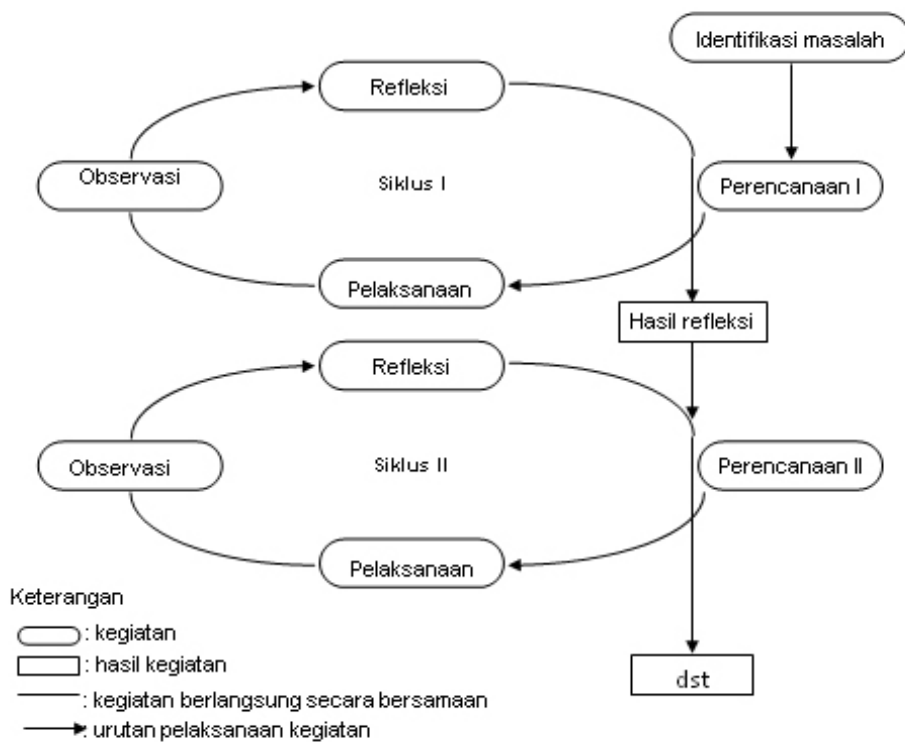 Identifikasi masalah
Refleksi
Observasi
Siklus I
Perencanaan I
Pelaksanaan
Hasil refleksi
Refleksi
Observasi
Siklus II
Perencanaan II
Pelaksanaan
Keterangan
: kegiatan
: hasil kegiatan
: kegiatan berlangsung secara bersamaan
: urutan pelaksanaan kegiatan
dst